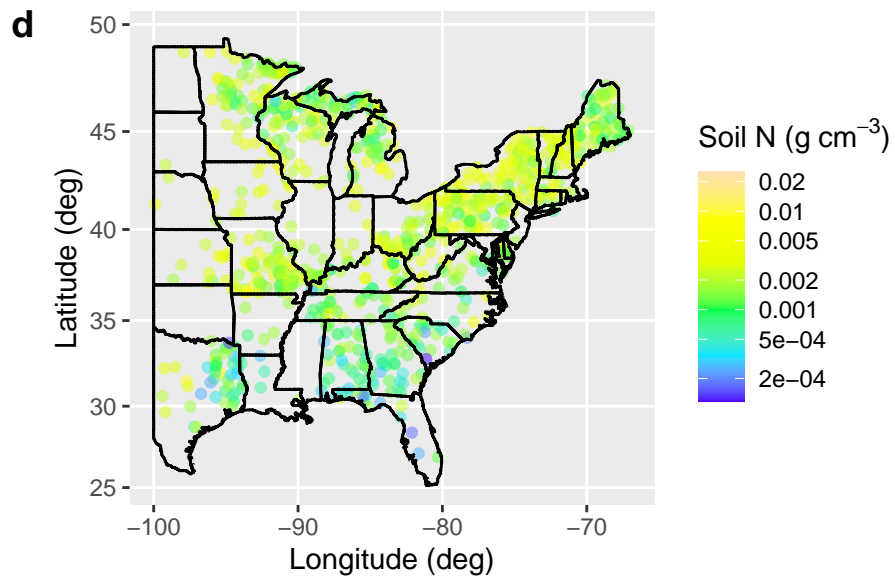 d
50
45
40
35
30
25
Latitude (deg)
−100
−90
−80
−70
Longitude (deg)
Soil N (g cm⁻³)
0.02
0.01
0.005
0.002
0.001
5e−04
2e−04